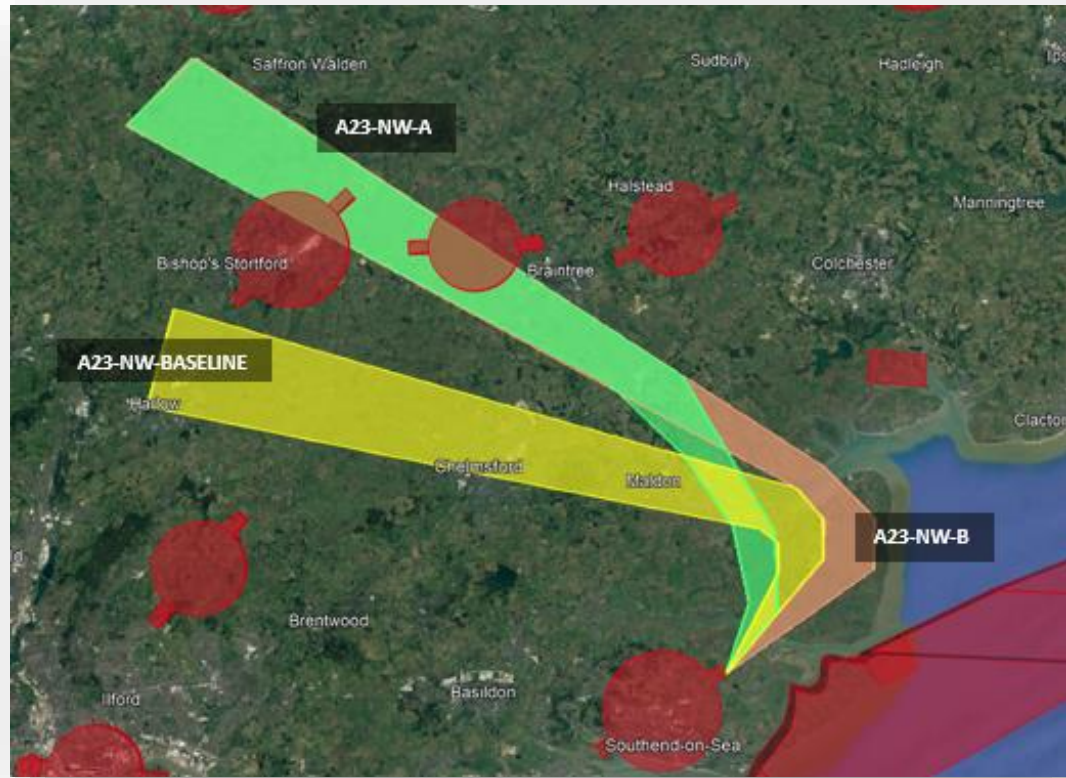 Saffron Walden
Sudbury
Hadleigh
A23-NW-A
Halstead
Manningtree
Bishop's Stortford
Braintree
Colchester
A23-NW-BASELINE
Harlow
Clacton
Chelmsford
Maldon
A23-NW-B
Brentwood
Ilford
Basildon
Southend-on-Sea